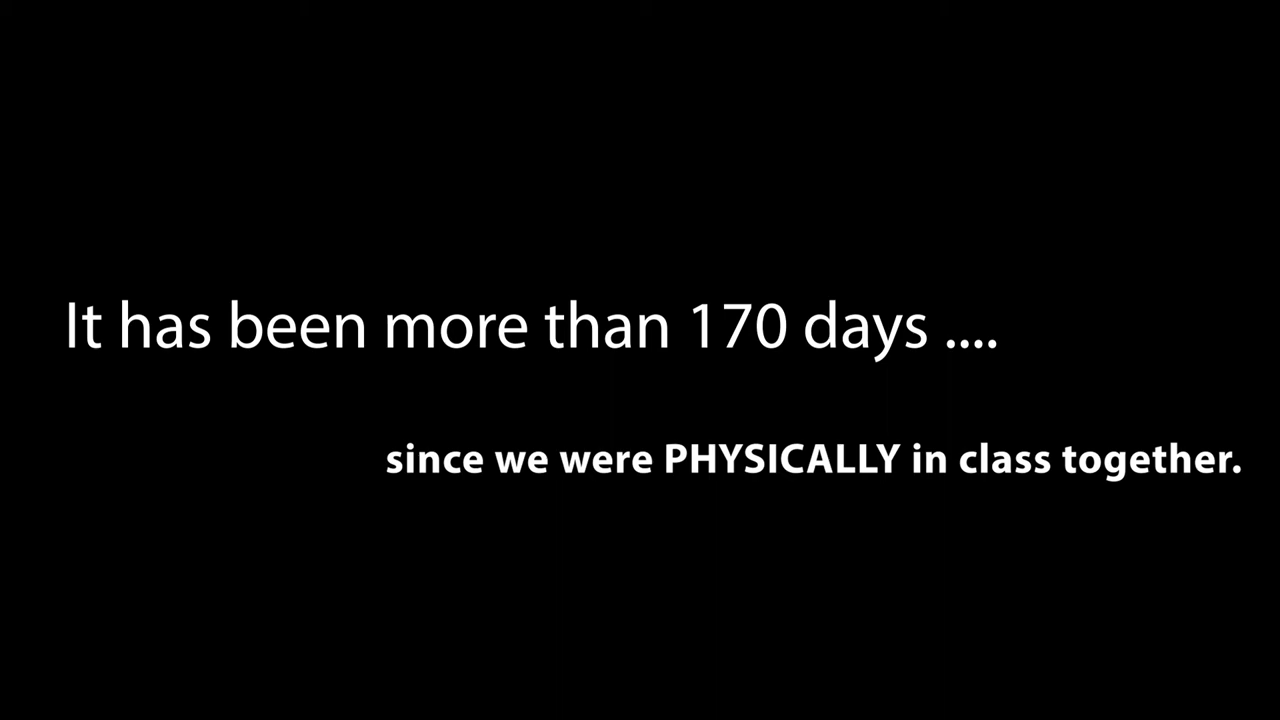 It has been more than 170 days ....
since we were PHYSICALLY in class together.